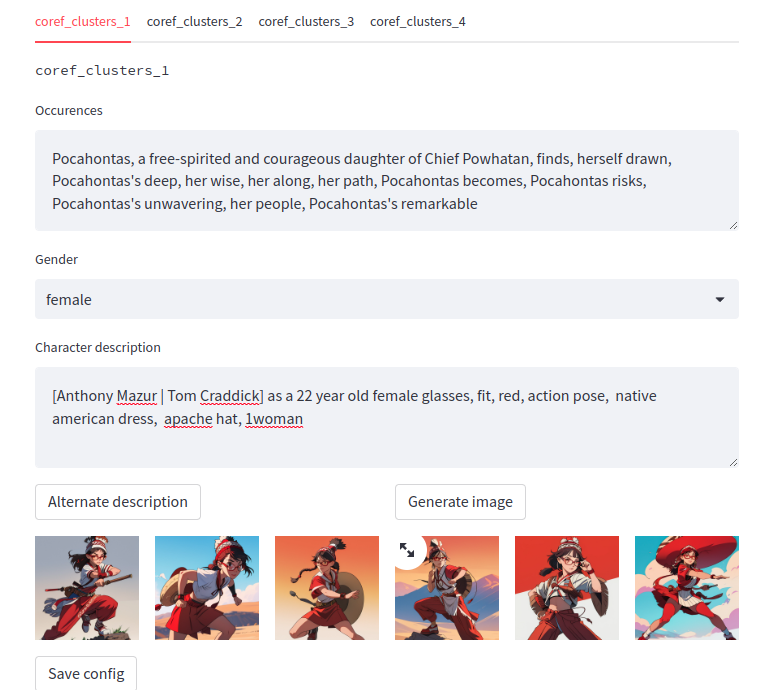 coref_clusters_1 coref_clusters_2 coref_clusters_3 coref_clusters_4
coref_clusters_1
Occurences
Pocahontas, a free-spirited and courageous daughter of Chief Powhatan, finds, herself drawn,
Pocahontas's deep, her wise, her along, her path, Pocahontas becomes, Pocahontas risks,
Pocahontas's unwavering, her people, Pocahontas's remarkable
Gender
female
Character description
[Anthony Mazur | Tom Craddick] as a 22 year old female glasses, fit, red, action pose,  native
american dress,  apache hat, 1woman
Alternate description Generate image
Save config